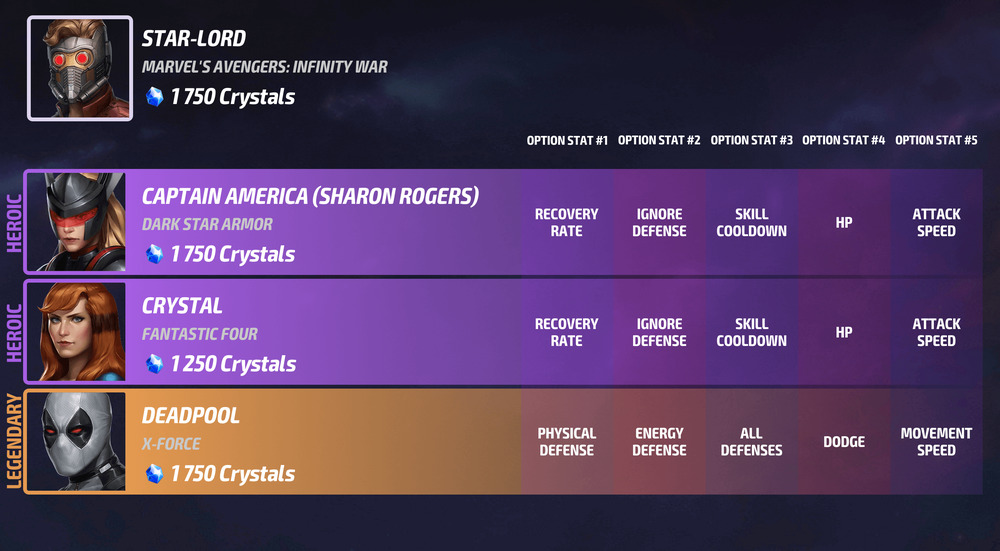 STAR-LORD
MARVEL'S AVENGERS: INFINITY WAR
1 750 Crystals
OPTION STAT #1 OPTION STAT #2 OPTION STAT #3 OPTION STAT #4 OPTION STAT #5
HEROIC
CAPTAIN AMERICA (SHARON ROGERS)
DARK STAR ARMOR
1 750 Crystals
RECOVERY
RATE
IGNORE
DEFENSE
SKILL
COOLDOWN
HP
ATTACK
SPEED
HEROIC
CRYSTAL
FANTASTIC FOUR
1 250 Crystals
RECOVERY
RATE
IGNORE
DEFENSE
SKILL
COOLDOWN
HP
ATTACK
SPEED
LEGENDARY
DEADPOOL
X-FORCE
1 750 Crystals
PHYSICAL
DEFENSE
ENERGY
DEFENSE
ALL
DEFENSES
DODGE
MOVEMENT
SPEED